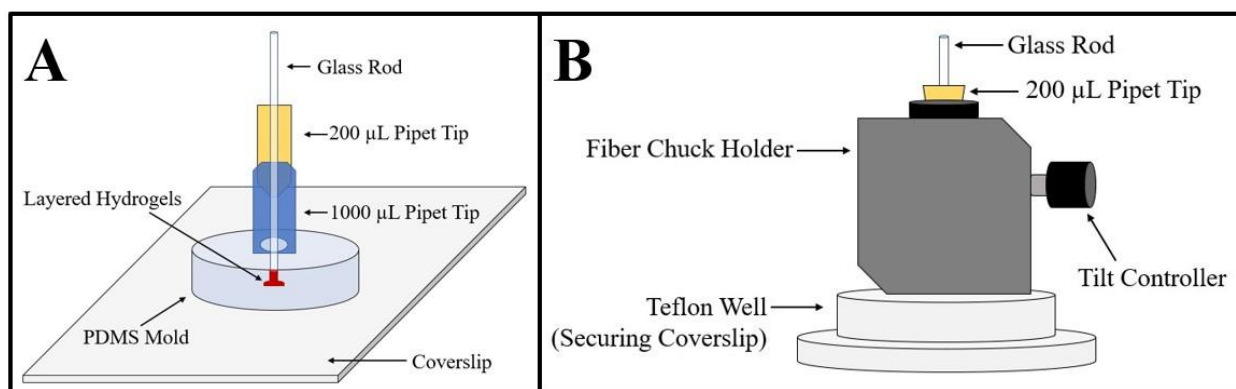 A
Glass Rod
200 µL Pipet Tip
Layered Hydrogels
1000 µL Pipet Tip
PDMS Mold
Coverslip
B
Glass Rod
200 µL Pipet Tip
Fiber Chuck Holder
Tilt Controller
Teflon Well
(Securing Coverslip)